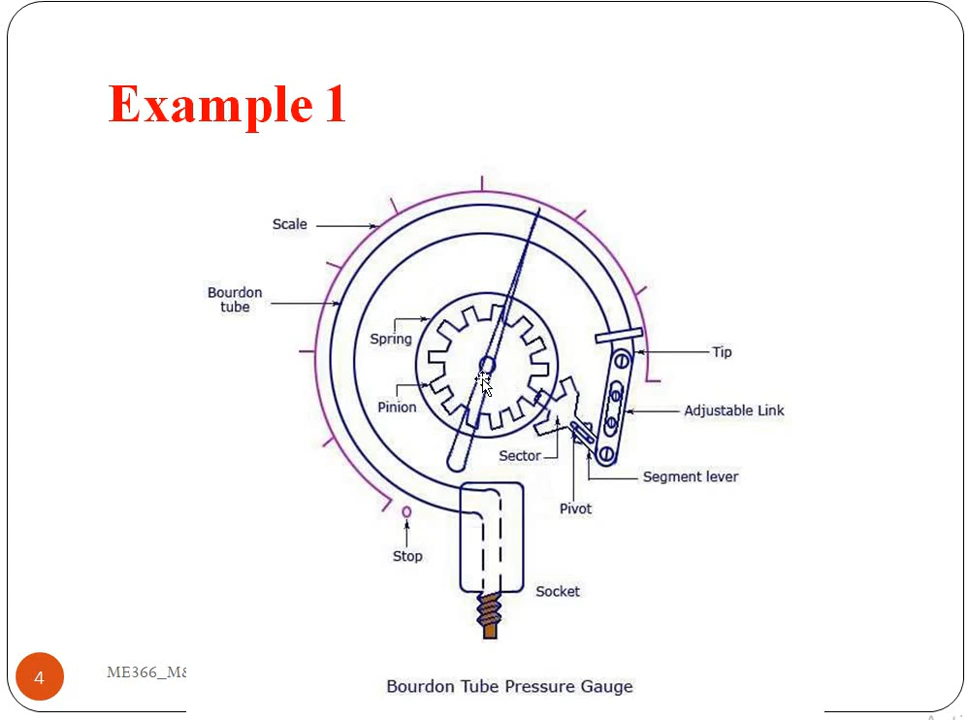 Example 1
Scale
Bourdon
tube
Spring
Tip
Pinion
Adjustable Link
Sector
Segment lever
Pivot
Stop
Socket
4
ME366_M&
Bourdon Tube Pressure Gauge